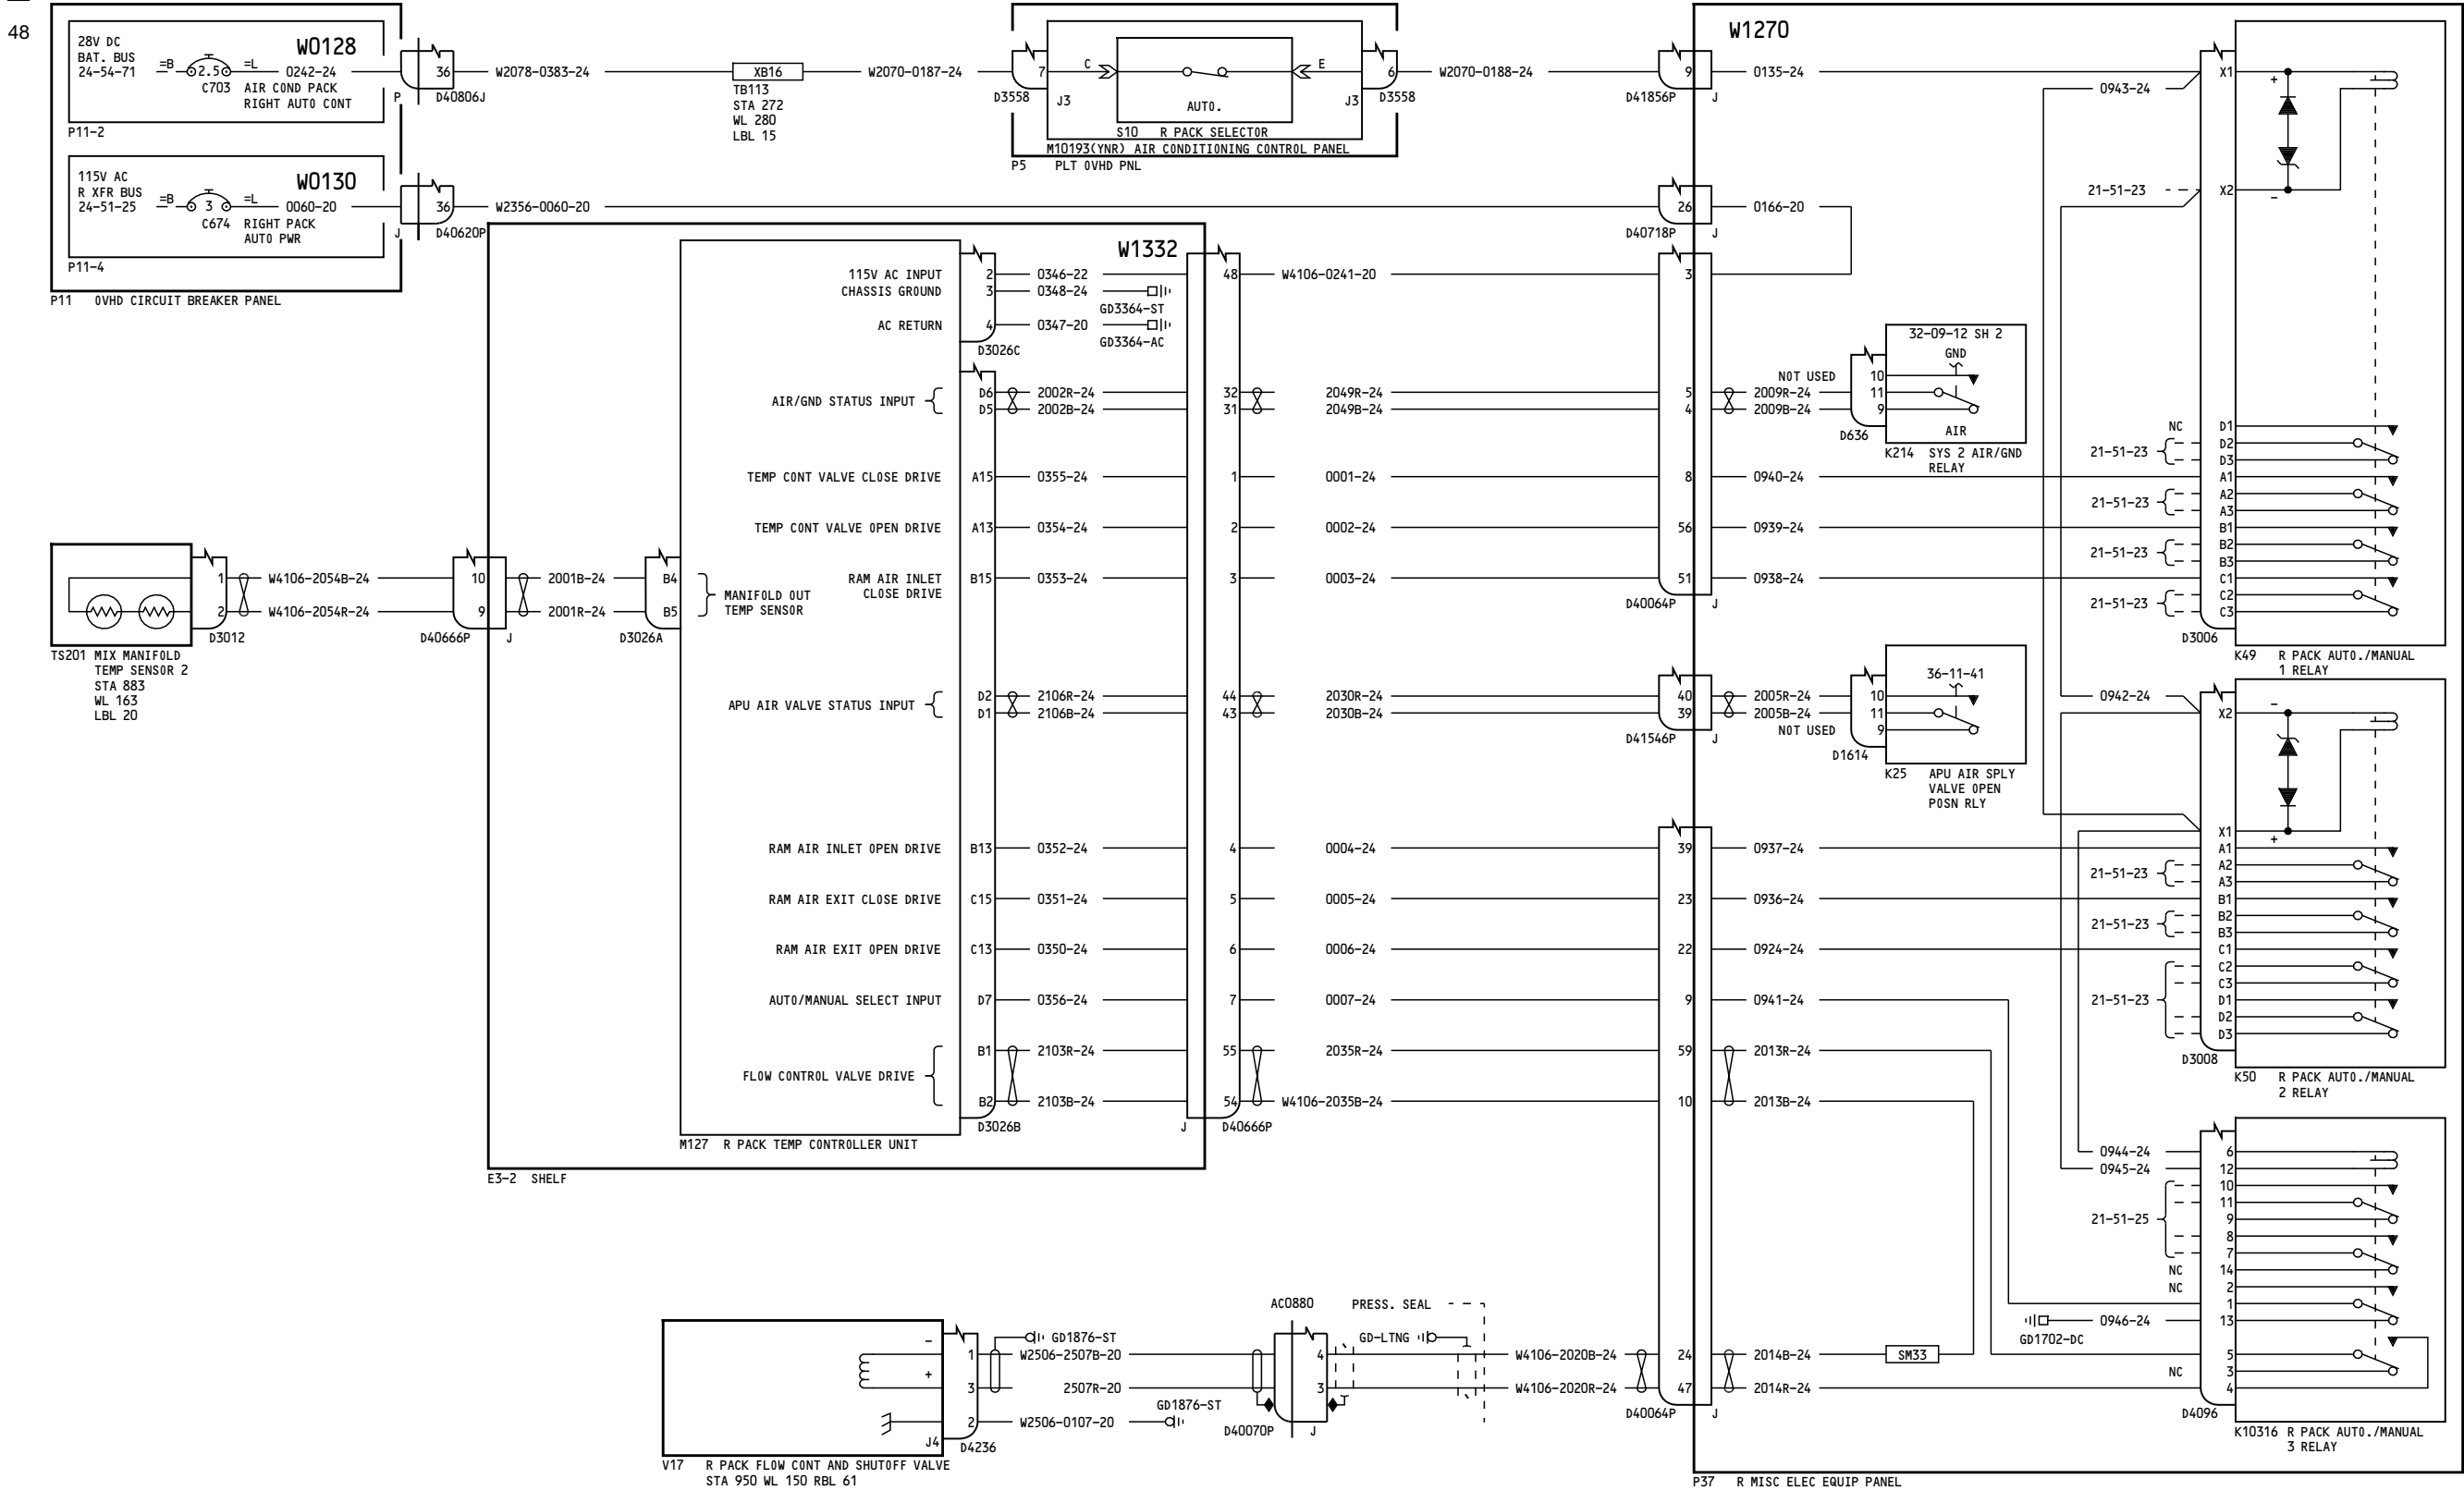 48
28V DC
BAT. BUS
24-54-71
=B
2.5
=L
0242-24
W0128
C703
AIR COND PACK
RIGHT AUTO CONT
P11-2
P
36
D40806J
W2078-0383-24
XB16
TB113
STA 272
WL 280
LBL 15
W2070-0187-24
7
D3558
J3
C
E
AUTO.
S10 R PACK SELECTOR
J3
6
D3558
M10193(YNR) AIR CONDITIONING CONTROL PANEL
P5 PLT OVHD PNL
W2070-0188-24
9
D41856P
J
W1270
0135-24
115V AC
R XFR BUS
24-51-25
=B
3
=L
0060-20
W0130
C674
RIGHT PACK
AUTO PWR
P11-4
J
36
D40620P
P11 OVHD CIRCUIT BREAKER PANEL
W2356-0060-20
26
D40718P
J
0166-20
W1332
115V AC INPUT
2
0346-22
48
W4106-0241-20
3
CHASSIS GROUND
3
0348-24
GD3364-ST
AC RETURN
4
0347-20
GD3364-AC
D3026C
AIR/GND STATUS INPUT
D6
2002R-24
32
2049R-24
5
2009R-24
D5
2002B-24
31
2049B-24
4
2009B-24
NOT USED
10
11
9
D636
32-09-12 SH 2
GND
AIR
K214 SYS 2 AIR/GND
RELAY
TEMP CONT VALVE CLOSE DRIVE
A15
0355-24
1
0001-24
8
0940-24
TEMP CONT VALVE OPEN DRIVE
A13
0354-24
2
0002-24
56
0939-24
RAM AIR INLET
CLOSE DRIVE
B15
0353-24
3
0003-24
51
0938-24
D40064P
J
TS201 MIX MANIFOLD
TEMP SENSOR 2
STA 883
WL 163
LBL 20
1
2
D3012
W4106-2054B-24
W4106-2054R-24
10
9
D40666P
J
2001B-24
2001R-24
B4
B5
D3026A
MANIFOLD OUT
TEMP SENSOR
APU AIR VALVE STATUS INPUT
D2
2106R-24
44
2030R-24
40
2005R-24
D1
2106B-24
43
2030B-24
39
2005B-24
NOT USED
D41546P
J
10
11
9
D1614
36-11-41
K25 APU AIR SPLY
VALVE OPEN
POSN RLY
RAM AIR INLET OPEN DRIVE
B13
0352-24
4
0004-24
39
0937-24
RAM AIR EXIT CLOSE DRIVE
C15
0351-24
5
0005-24
23
0936-24
RAM AIR EXIT OPEN DRIVE
C13
0350-24
6
0006-24
22
0924-24
AUTO/MANUAL SELECT INPUT
D7
0356-24
7
0007-24
9
0941-24
FLOW CONTROL VALVE DRIVE
B1
2103R-24
55
2035R-24
59
2013R-24
B2
2103B-24
54
W4106-2035B-24
10
2013B-24
D3026B
J
D40666P
M127 R PACK TEMP CONTROLLER UNIT
E3-2 SHELF
0943-24
X1
+
21-51-23
X2
-
NC
D1
21-51-23
D2
D3
A1
21-51-23
A2
A3
B1
21-51-23
B2
B3
C1
21-51-23
C2
C3
D3006
K49 R PACK AUTO./MANUAL
1 RELAY
0942-24
X2
-
X1
+
A1
21-51-23
A2
A3
B1
21-51-23
B2
B3
C1
21-51-23
C2
C3
D1
D2
D3
D3008
K50 R PACK AUTO./MANUAL
2 RELAY
0944-24
6
0945-24
12
21-51-25
10
11
9
8
7
NC
14
NC
2
1
GD1702-DC
0946-24
13
5
NC
3
4
D4096
K10316 R PACK AUTO./MANUAL
3 RELAY
V17 R PACK FLOW CONT AND SHUTOFF VALVE
STA 950 WL 150 RBL 61
-
+
1
3
2
J4
D4236
GD1876-ST
W2506-2507B-20
2507R-20
W2506-0107-20
GD1876-ST
AC0880
4
3
D40070P
J
PRESS. SEAL
GD-LTNG
W4106-2020B-24
W4106-2020R-24
24
47
D40064P
J
2014B-24
SM33
2014R-24
P37 R MISC ELEC EQUIP PANEL